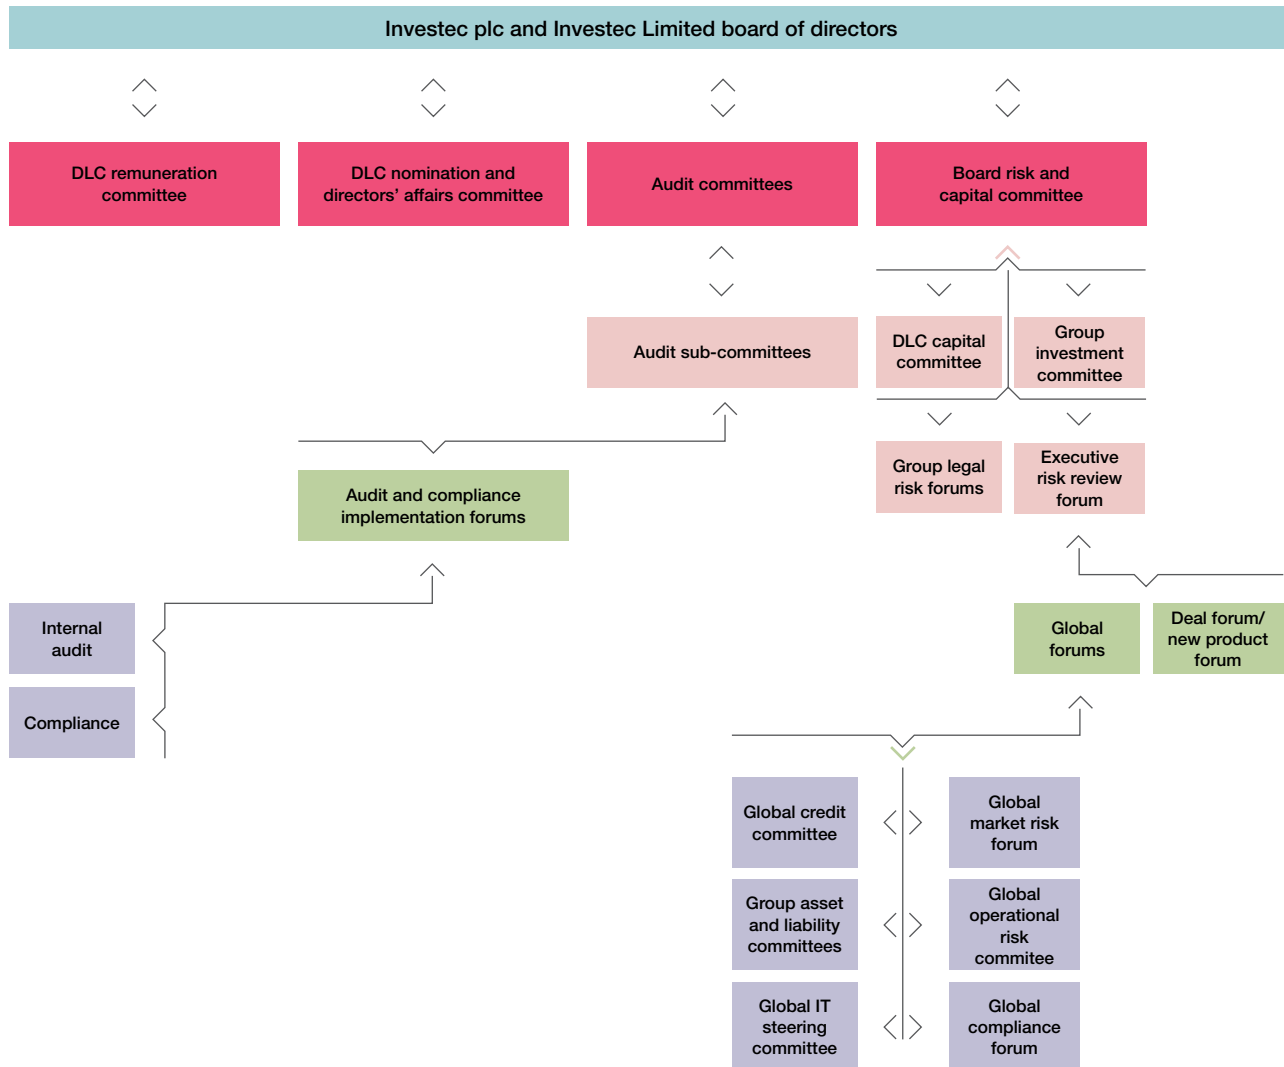 Investec plc and Investec Limited board of directors
DLC remuneration
committee
DLC nomination and
directors' affairs committee
Audit committees
Board risk and
capital committee
Audit sub-committees
DLC capital
committee
Group
investment
committee
Group legal
risk forums
Executive
risk review
forum
Audit and compliance
implementation forums
Internal
audit
Compliance
Global
forums
Deal forum/
new product
forum
Global credit
committee
Global
market risk
forum
Group asset
and liability
committees
Global
operational
risk
commitee
Global IT
steering
committee
Global
compliance
forum